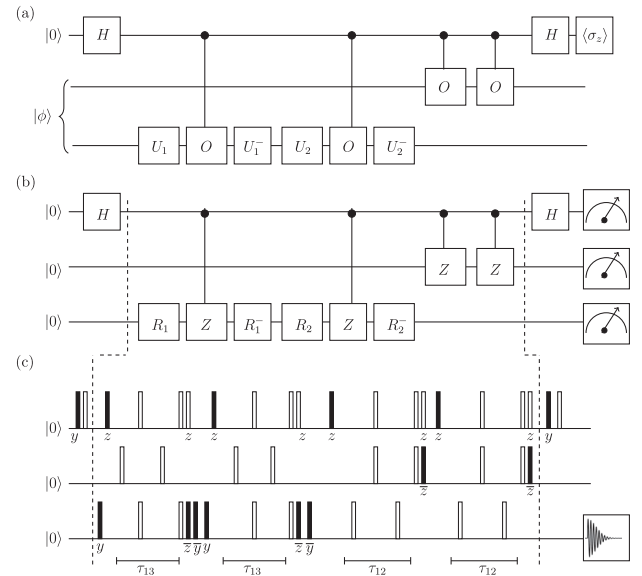 (a)
|0⟩ H H ⟨σz⟩
O O
|ϕ⟩
U1 O U1− U2 O U2−
(b)
|0⟩ H H
|0⟩ Z Z
|0⟩ R1 Z R1− R2 Z R2−
(c)
|0⟩ y z z z z z z z z y
|0⟩ z̅ z̅
|0⟩ y z̅ y̅ y z̅ y̅
τ13 τ13 τ12 τ12